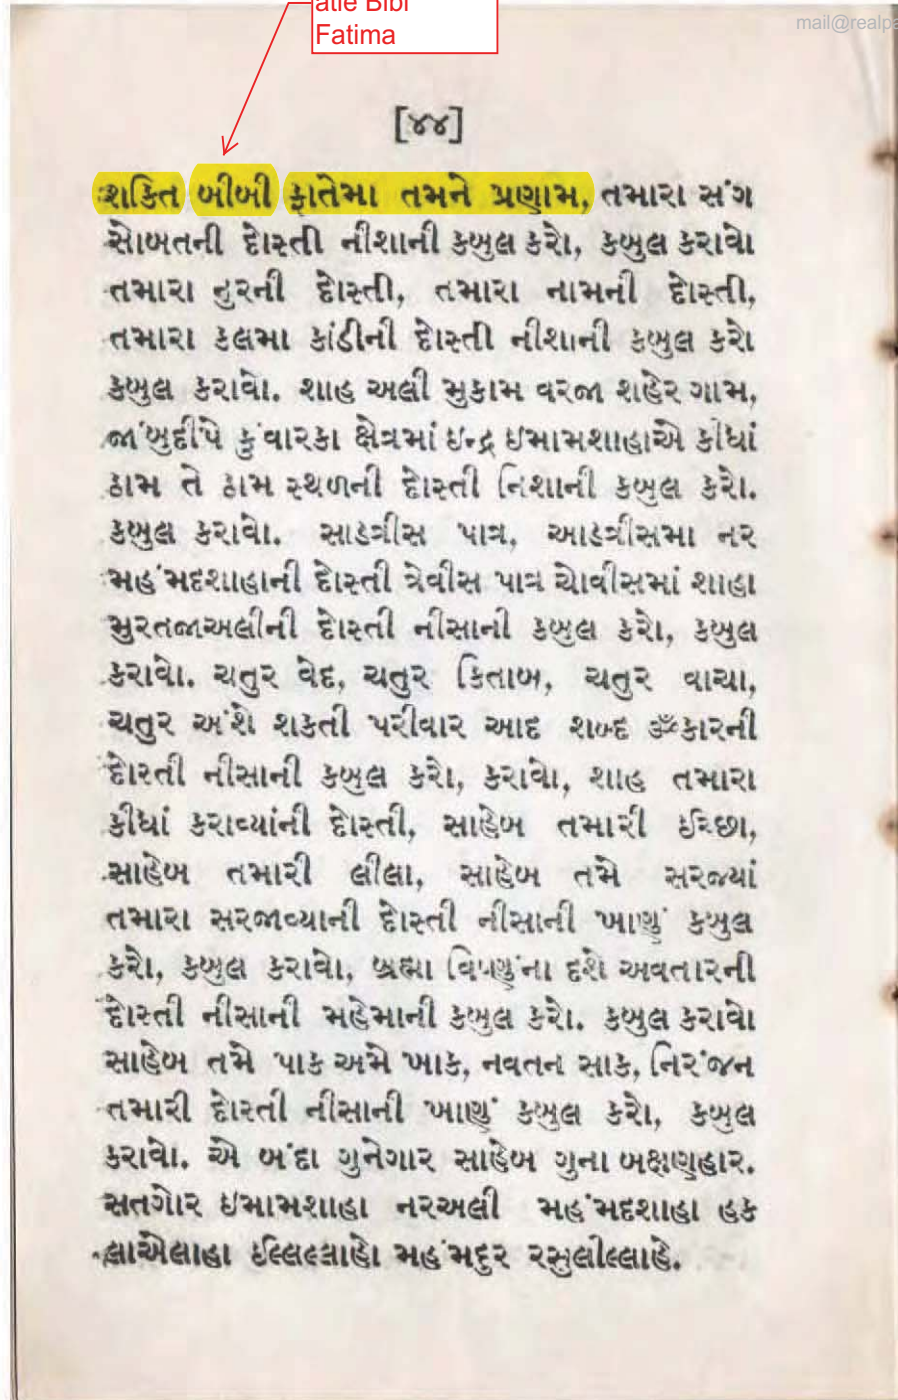 atle Bibi
Fatima
mail@realpa
[૪૪]
શક્તિ બીબી ફાતેમા તમને પ્રણામ, તમારા સંગ
સોબતની દોસ્તી નીશાની કબુલ કરો, કબુલ કરાવો
તમારા નુરની દોસ્તી, તમારા નામની દોસ્તી,
તમારા કલમા કાંઠીની દોસ્તી નીશાની કબુલ કરો
કબુલ કરાવો. શાહ અલી મુકામ વરજા શહેર ગામ,
જાંબુદીપે કુંવારકા ક્ષેત્રમાં ઇન્દ્ર ઇમામશાહાએ કીધાં
ઠામ તે ઠામ સ્થળની દોસ્તી નિશાની કબુલ કરો.
કબુલ કરાવો. સાડત્રીસ પાત્ર, આડત્રીસમા નર
મહંમદશાહાની દોસ્તી ત્રેવીસ પાત્ર ચોવીસમાં શાહા
મુરતજાઅલીની દોસ્તી નીસાની કબુલ કરો, કબુલ
કરાવો. ચતુર વેદ, ચતુર કિતાબ, ચતુર વાચા,
ચતુર અંશે શકતી પરીવાર આદ શબ્દ ૐકારની
દોસ્તી નીસાની કબુલ કરો, કરાવો, શાહ તમારા
કીધાં કરાવ્યાંની દોસ્તી, સાહેબ તમારી ઈચ્છા,
સાહેબ તમારી લીલા, સાહેબ તમે સરજ્યાં
તમારા સરજાવ્યાની દોસ્તી નીસાની ખાણું કબુલ
કરો, કબુલ કરાવો, બ્રહ્મા વિષ્ણુંના દશે અવતારની
દોસ્તી નીસાની મહેમાની કબુલ કરો. કબુલ કરાવો
સાહેબ તમે પાક અમે ખાક, નવતન સાક, નિરંજન
તમારી દોસ્તી નીસાની ખાણું કબુલ કરો, કબુલ
કરાવો. એ બંદા ગુનેગાર સાહેબ ગુના બક્ષણહાર.
સતગોર ઇમામશાહા નરઅલી મહંમદશાહા હક
લાએલાહા ઈલ્લિલ્લાહો મહંમદુર રસુલીલ્લાહે.